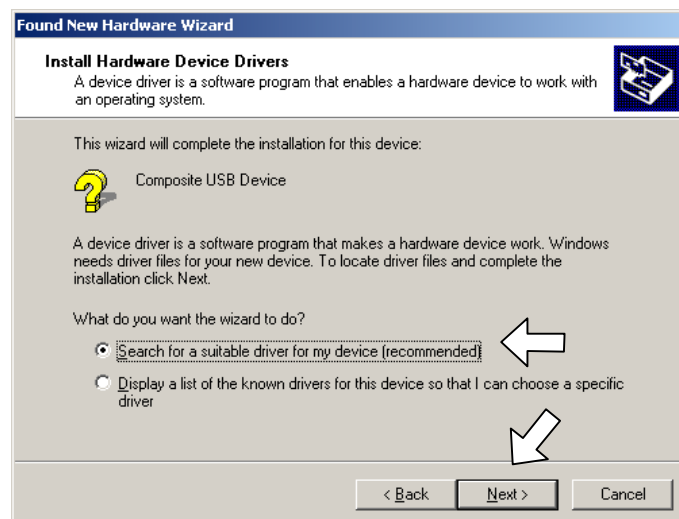 Found New Hardware Wizard
Install Hardware Device Drivers
A device driver is a software program that enables a hardware device to work with
an operating system.
This wizard will complete the installation for this device:
Composite USB Device
A device driver is a software program that makes a hardware device work. Windows
needs driver files for your new device. To locate driver files and complete the
installation click Next.
What do you want the wizard to do?
Search for a suitable driver for my device (recommended)
Display a list of the known drivers for this device so that I can choose a specific
driver
< Back Next > Cancel